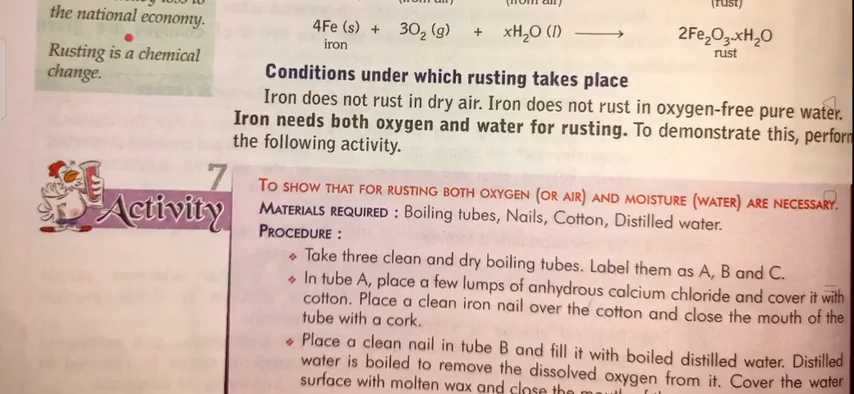 the national economy.
Rusting is a chemical
change.
(rust)
4Fe (s) + 3O₂ (g) + xH₂O (l) ⟶ 2Fe₂O₃.xH₂O
iron rust
Conditions under which rusting takes place
Iron does not rust in dry air. Iron does not rust in oxygen-free pure water.
Iron needs both oxygen and water for rusting. To demonstrate this, perform
the following activity.
7
Activity
TO SHOW THAT FOR RUSTING BOTH OXYGEN (OR AIR) AND MOISTURE (WATER) ARE NECESSARY.
MATERIALS REQUIRED : Boiling tubes, Nails, Cotton, Distilled water.
PROCEDURE :
❖ Take three clean and dry boiling tubes. Label them as A, B and C.
❖ In tube A, place a few lumps of anhydrous calcium chloride and cover it with
cotton. Place a clean iron nail over the cotton and close the mouth of the
tube with a cork.
❖ Place a clean nail in tube B and fill it with boiled distilled water. Distilled
water is boiled to remove the dissolved oxygen from it. Cover the water
surface with molten wax and close the